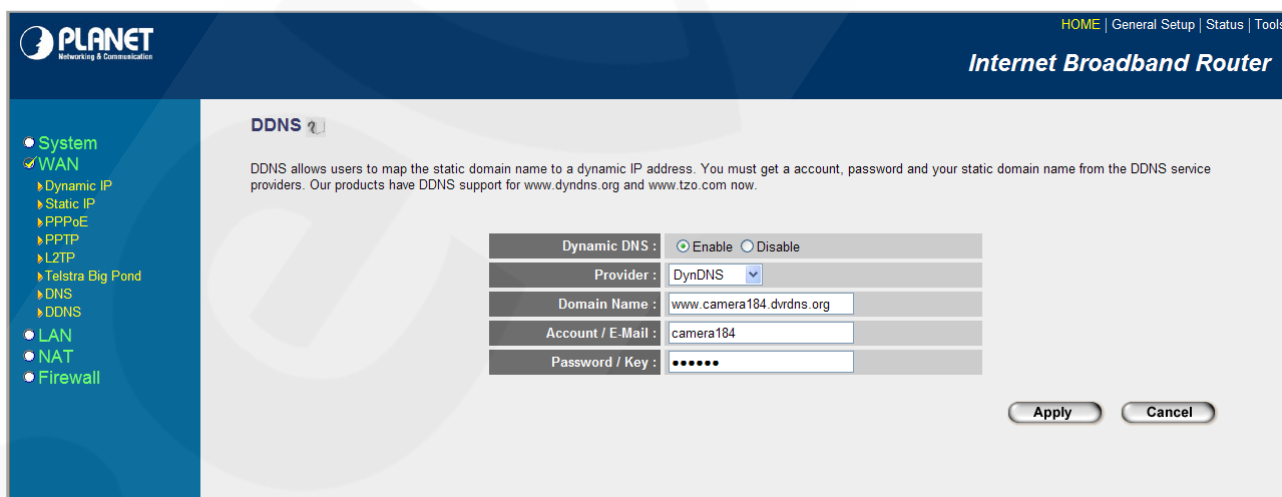 PLANET
Networking & Communication
HOME | General Setup | Status | Tools
Internet Broadband Router
System
WAN
Dynamic IP
Static IP
PPPoE
PPTP
L2TP
Telstra Big Pond
DNS
DDNS
LAN
NAT
Firewall
DDNS
DDNS allows users to map the static domain name to a dynamic IP address. You must get a account, password and your static domain name from the DDNS service
providers. Our products have DDNS support for www.dyndns.org and www.tzo.com now.
Dynamic DNS : Enable Disable
Provider : DynDNS
Domain Name : www.camera184.dvrdns.org
Account / E-Mail : camera184
Password / Key : ●●●●●●
Apply Cancel